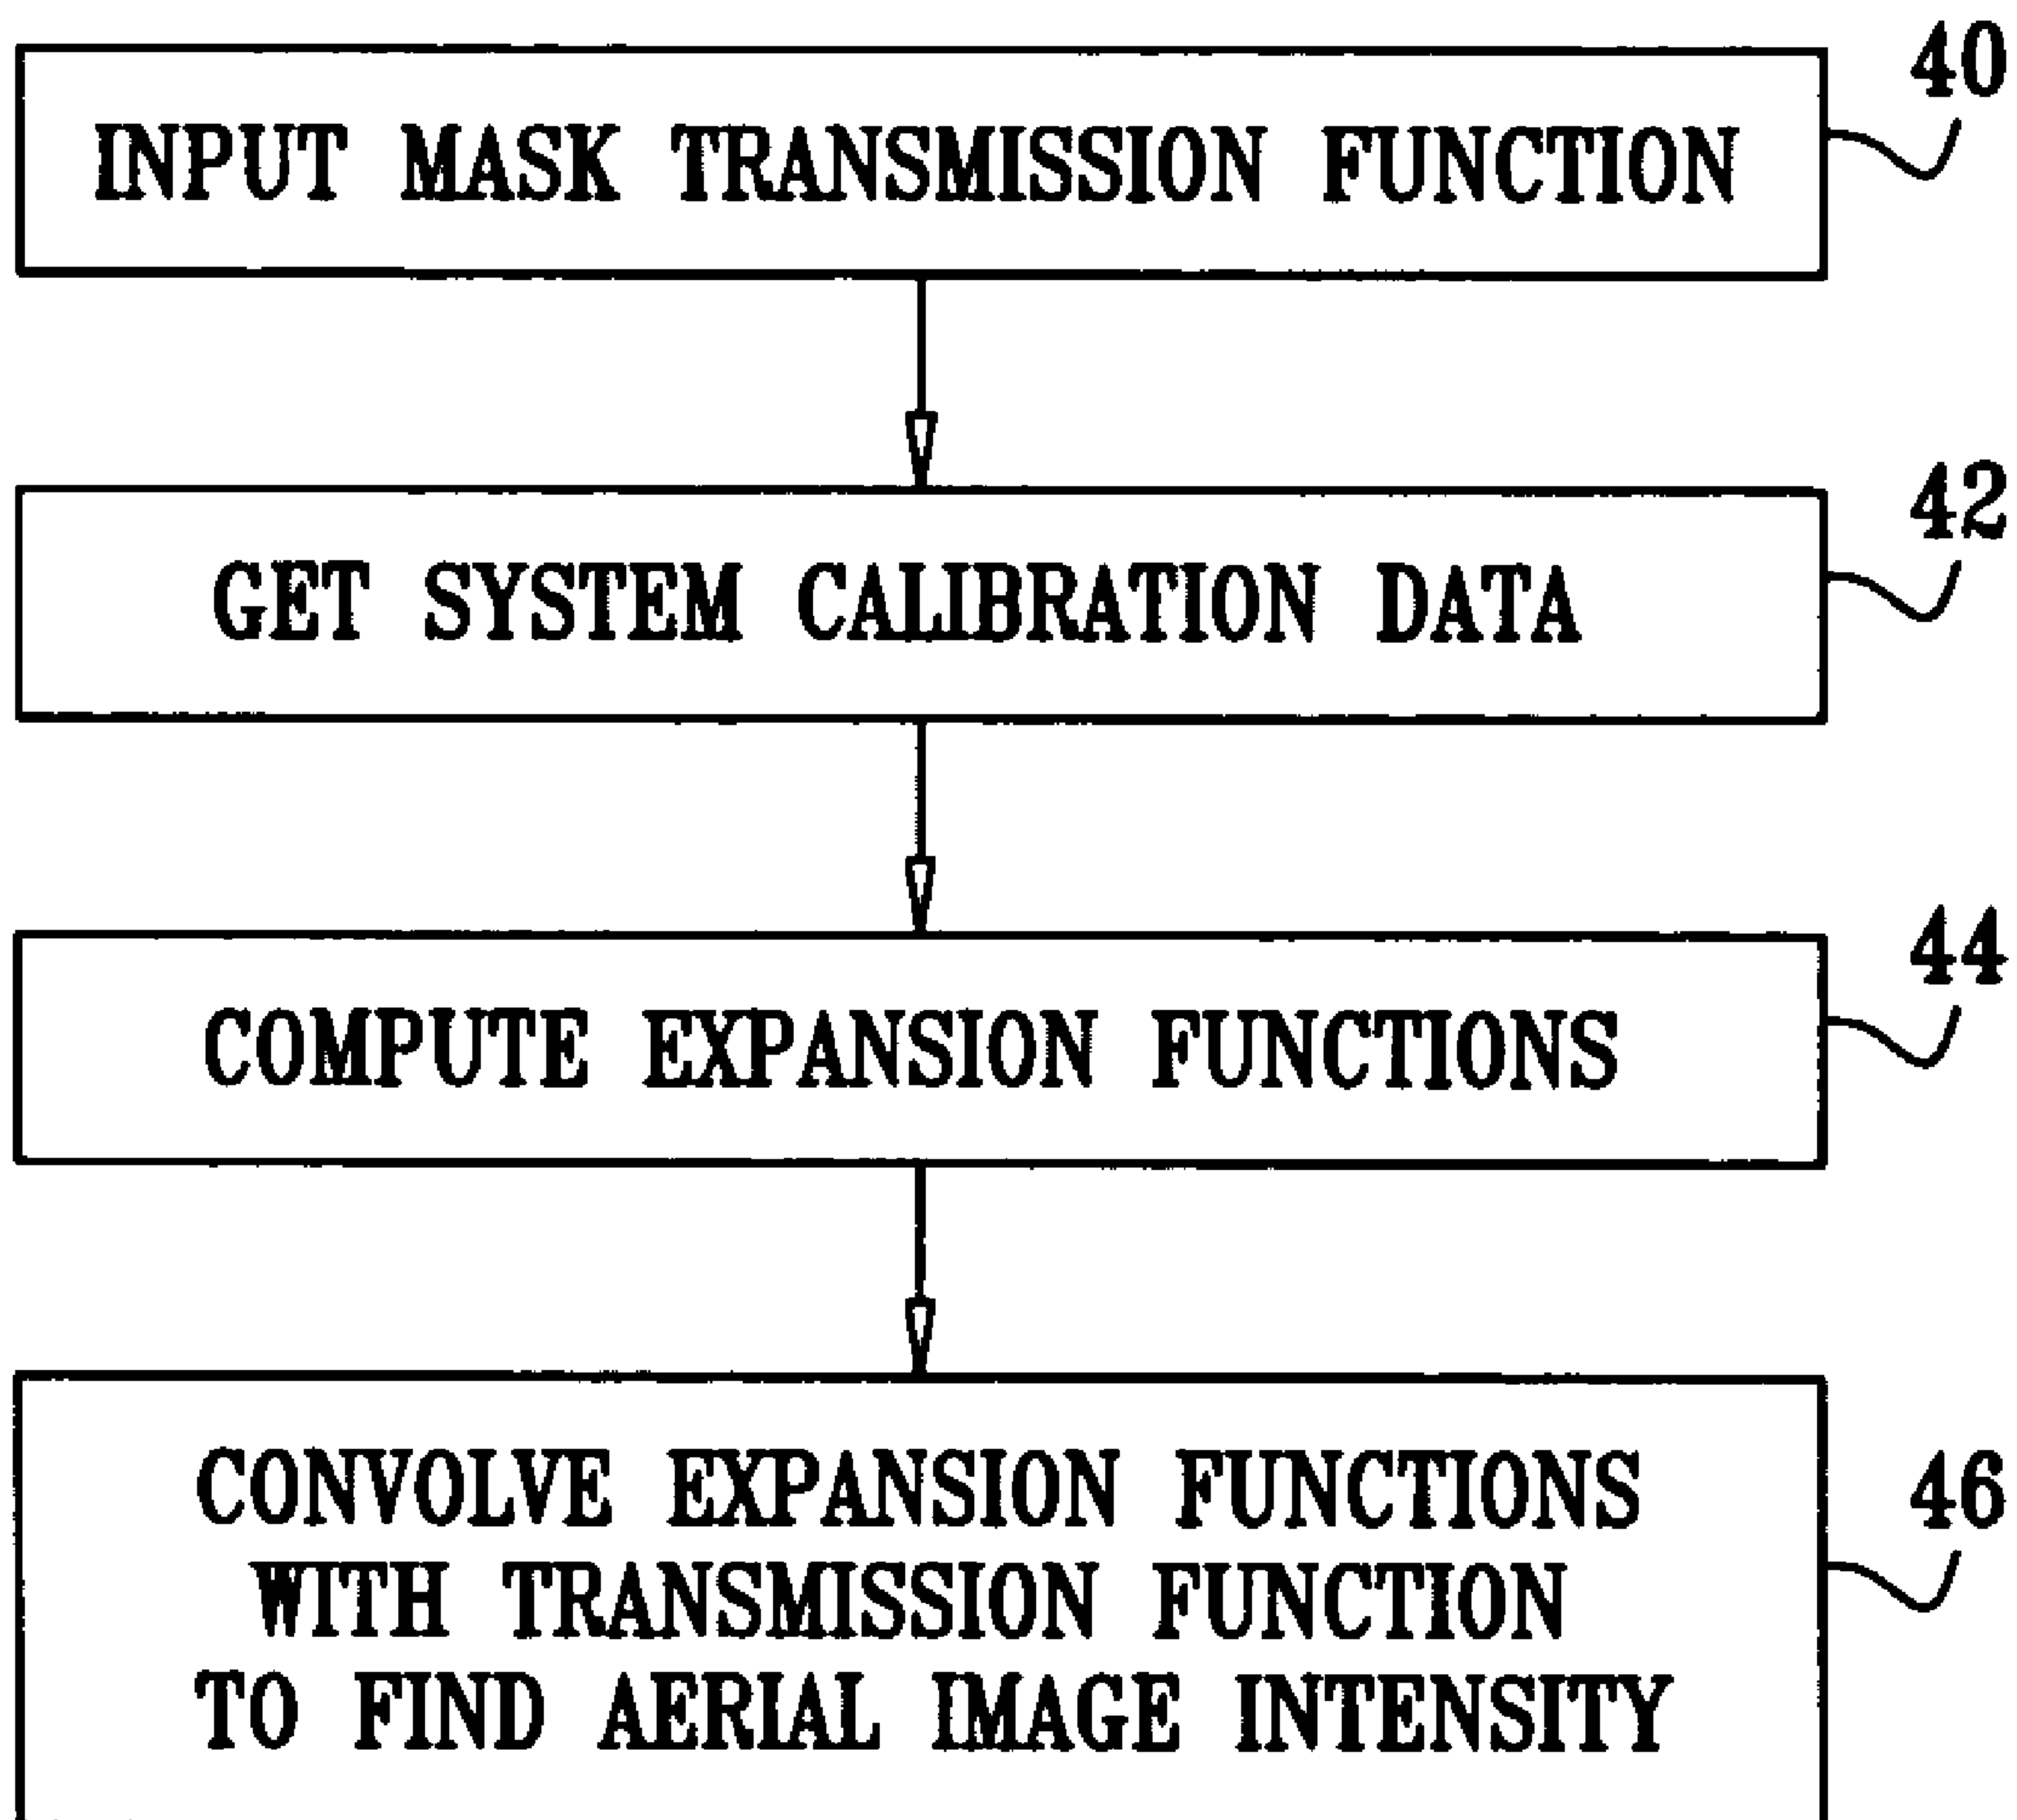 40
INPUT MASK TRANSMISSION FUNCTION
42
GET SYSTEM CALIBRATION DATA
44
COMPUTE EXPANSION FUNCTIONS
46
CONVOLVE EXPANSION FUNCTIONS
WITH TRANSMISSION FUNCTION
TO FIND AERIAL IMAGE INTENSITY